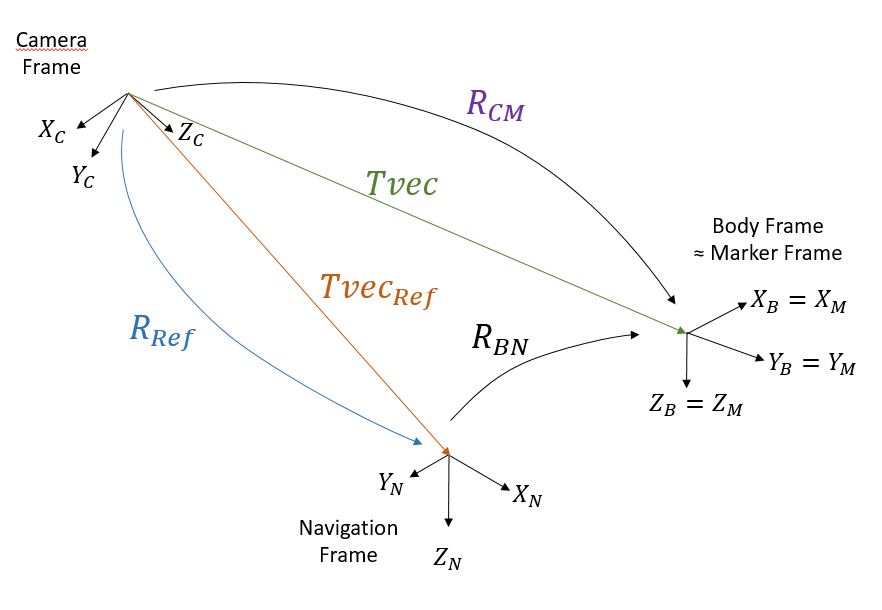 Camera
Frame
R_{CM}
X_C
Z_C
Y_C
Tvec
Body Frame
≈ Marker Frame
Tvec_{Ref}
X_B = X_M
R_{Ref}
R_{BN}
Y_B = Y_M
Z_B = Z_M
Y_N
X_N
Navigation
Frame
Z_N